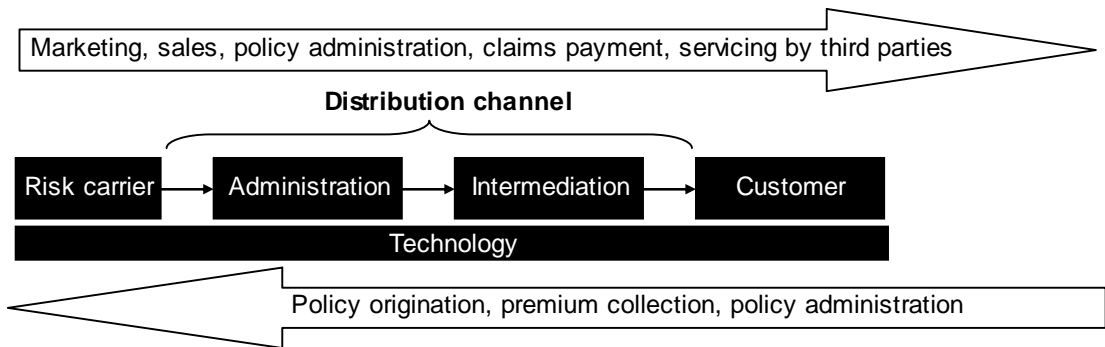 Marketing, sales, policy administration, claims payment, servicing by third parties
Distribution channel
Risk carrier
Administration
Intermediation
Customer
Technology
Policy origination, premium collection, policy administration